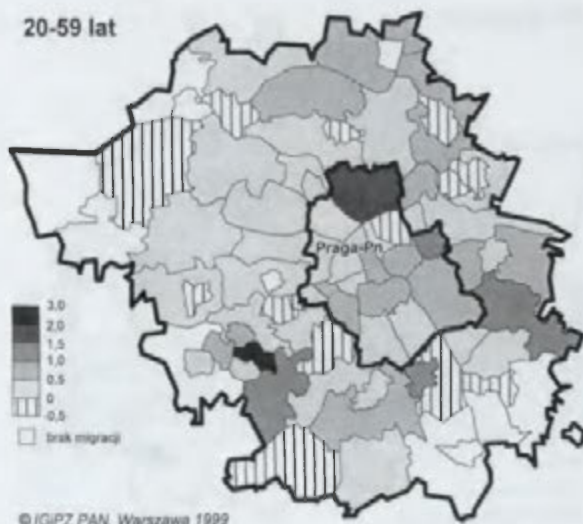 20-59 lat
Praga-Pn.
3,0
2,0
1,5
1,0
0,5
0
-0,5
brak migracji
© IGiPZ PAN, Warszawa 1999